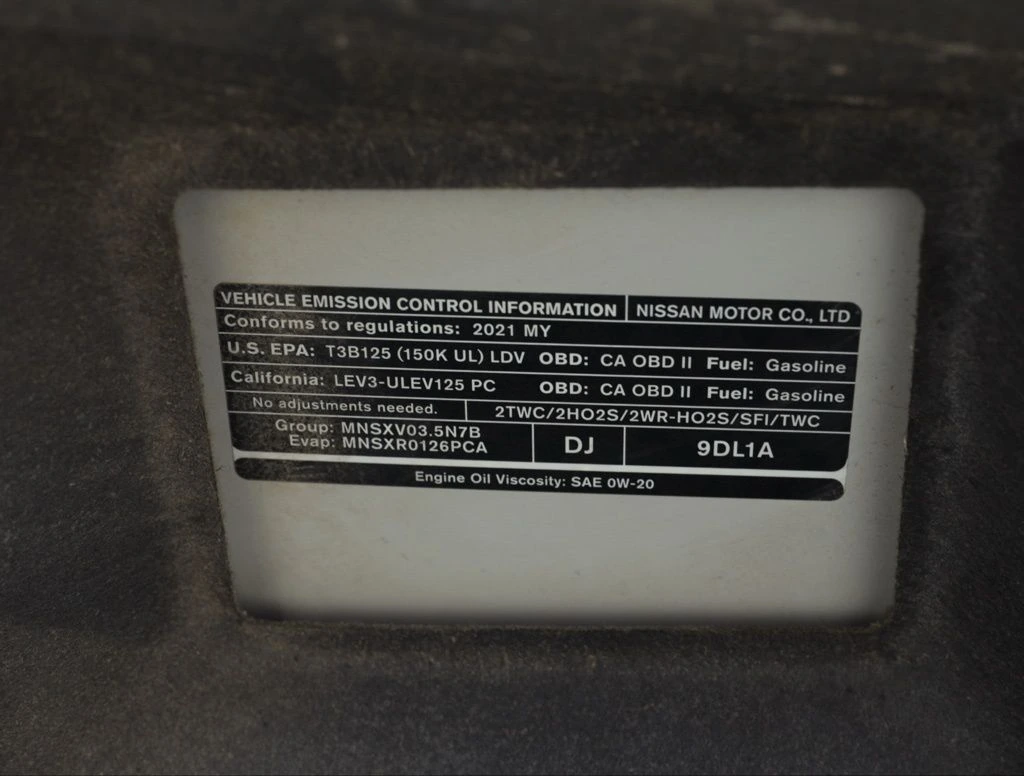 VEHICLE EMISSION CONTROL INFORMATION NISSAN MOTOR CO., LTD
Conforms to regulations: 2021 MY
U.S. EPA: T3B125 (150K UL) LDV OBD: CA OBD II Fuel: Gasoline
California: LEV3-ULEV125 PC OBD: CA OBD II Fuel: Gasoline
No adjustments needed. 2TWC/2HO2S/2WR-HO2S/SFI/TWC
Group: MNSXV03.5N7B
Evap: MNSXR0126PCA DJ 9DL1A
Engine Oil Viscosity: SAE 0W-20